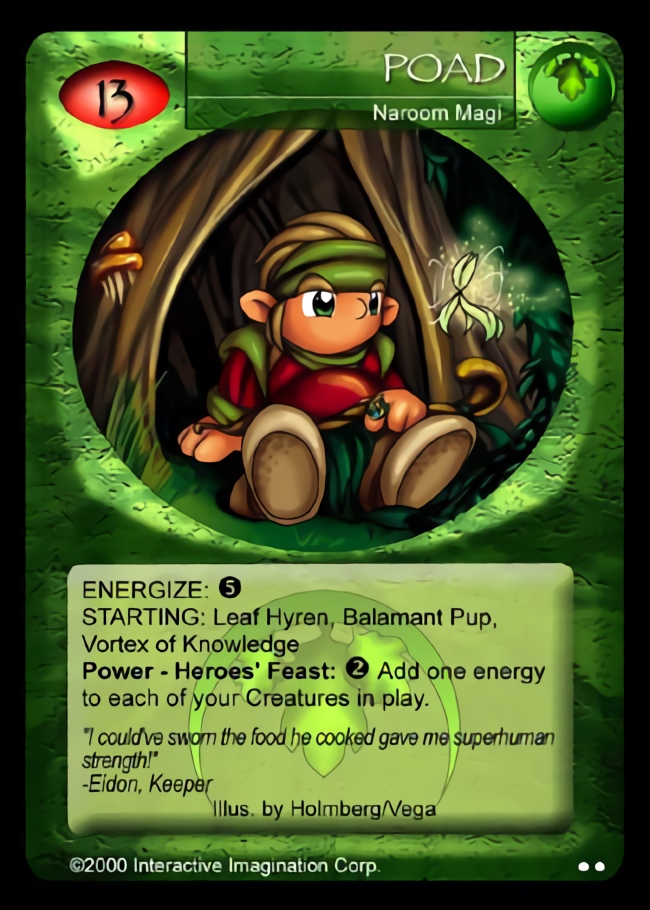 13
POAD
Naroom Magi
ENERGIZE: ❺
STARTING: Leaf Hyren, Balamant Pup,
Vortex of Knowledge
Power - Heroes' Feast: ❷ Add one energy
to each of your Creatures in play.
"I could've sworn the food he cooked gave me superhuman
strength!"
-Eidon, Keeper
Illus. by Holmberg/Vega
©2000 Interactive Imagination Corp.